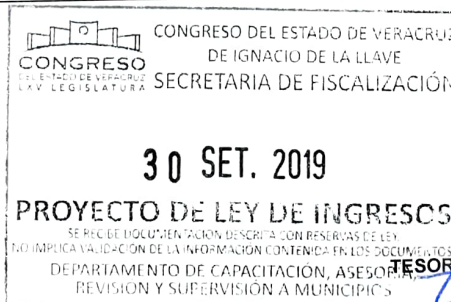 CONGRESO DEL ESTADO DE VERACRUZ
DE IGNACIO DE LA LLAVE
CONGRESO
DEL ESTADO DE VERACRUZ
LXV LEGISLATURA
SECRETARIA DE FISCALIZACIÓN
30 SET. 2019
PROYECTO DE LEY DE INGRESOS
SE RECIBE DOCUMENTACIÓN DESCRITA CON RESERVAS DE LEY.
NO IMPLICA VALIDACIÓN DE LA INFORMACIÓN CONTENIDA EN LOS DOCUMENTOS
DEPARTAMENTO DE CAPACITACIÓN, ASESORÍA,
TESOR
REVISIÓN Y SUPERVISIÓN A MUNICIPIOS